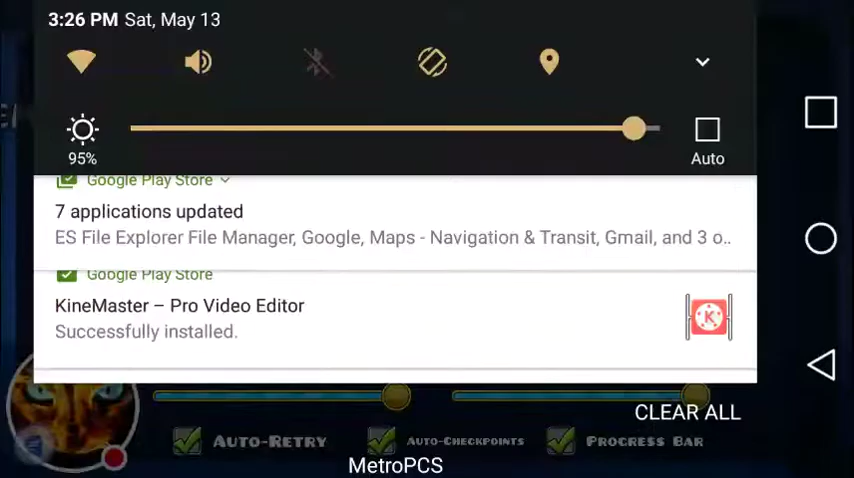 3:26 PM Sat, May 13
95%
Auto
Google Play Store
7 applications updated
ES File Explorer File Manager, Google, Maps - Navigation & Transit, Gmail, and 3 o..
Google Play Store
KineMaster – Pro Video Editor
Successfully installed.
K
CLEAR ALL
Auto-Retry
Auto-Checkpoints
Progress Bar
MetroPCS